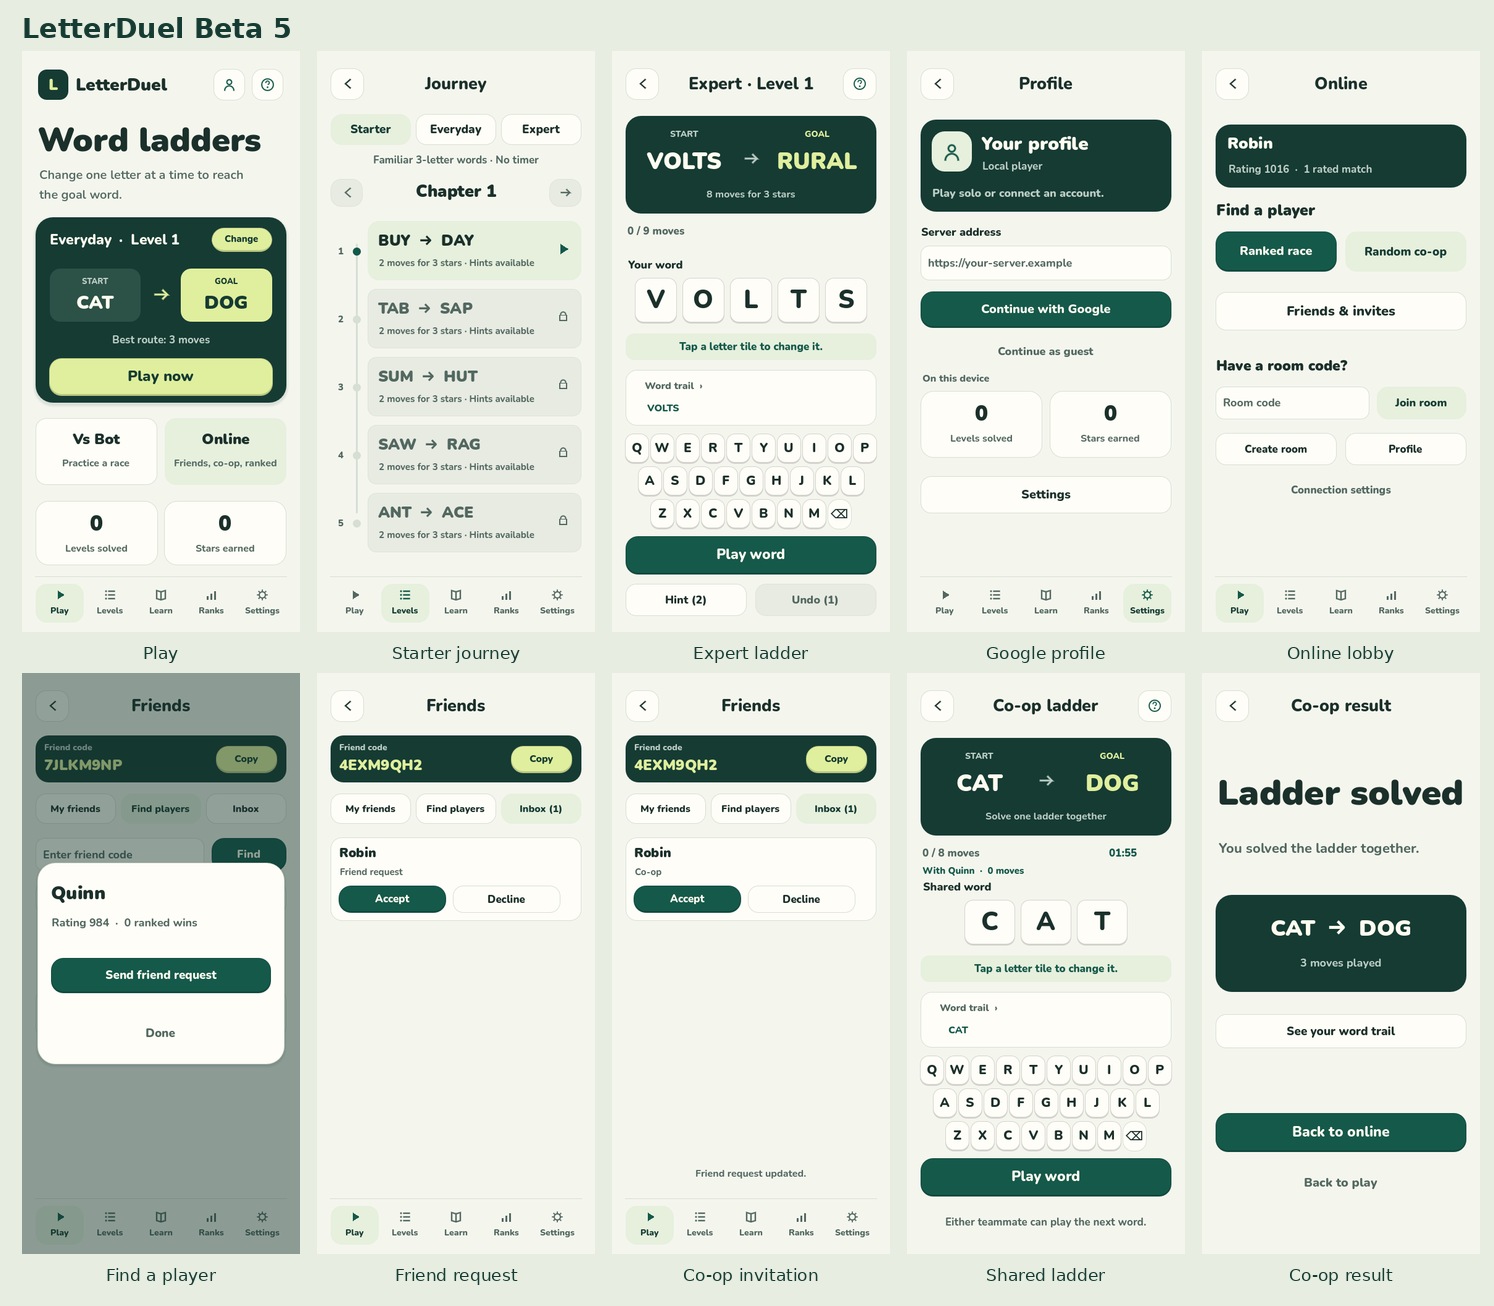 LetterDuel Beta 5
L LetterDuel
Word ladders
Change one letter at a time to reach
the goal word.
Everyday · Level 1
Change
START
CAT
→
GOAL
DOG
Best route: 3 moves
Play now
Vs Bot
Practice a race
Online
Friends, co-op, ranked
0
Levels solved
0
Stars earned
Play Levels Learn Ranks Settings
Play
Journey
Starter Everyday Expert
Familiar 3-letter words · No timer
Chapter 1
1
BUY → DAY
2 moves for 3 stars · Hints available
2
TAB → SAP
2 moves for 3 stars · Hints available
3
SUM → HUT
2 moves for 3 stars · Hints available
4
SAW → RAG
2 moves for 3 stars · Hints available
5
ANT → ACE
2 moves for 3 stars · Hints available
Play Levels Learn Ranks Settings
Starter journey
Expert · Level 1
START GOAL
VOLTS → RURAL
8 moves for 3 stars
0 / 9 moves
Your word
V O L T S
Tap a letter tile to change it.
Word trail ›
VOLTS
Q W E R T Y U I O P
A S D F G H J K L
Z X C V B N M ⌫
Play word
Hint (2) Undo (1)
Expert ladder
Profile
Your profile
Local player
Play solo or connect an account.
Server address
https://your-server.example
Continue with Google
Continue as guest
On this device
0
Levels solved
0
Stars earned
Settings
Play Levels Learn Ranks Settings
Google profile
Online
Robin
Rating 1016 · 1 rated match
Find a player
Ranked race Random co-op
Friends & invites
Have a room code?
Room code Join room
Create room Profile
Connection settings
Play Levels Learn Ranks Settings
Online lobby
Friends
Friend code
7JLKM9NP
Copy
My friends Find players Inbox
Enter friend code Find
Quinn
Rating 984 · 0 ranked wins
Send friend request
Done
Play Levels Learn Ranks Settings
Find a player
Friends
Friend code
4EXM9QH2
Copy
My friends Find players Inbox (1)
Robin
Friend request
Accept Decline
Play Levels Learn Ranks Settings
Friend request
Friends
Friend code
4EXM9QH2
Copy
My friends Find players Inbox (1)
Robin
Co-op
Accept Decline
Friend request updated.
Play Levels Learn Ranks Settings
Co-op invitation
Co-op ladder
START GOAL
CAT → DOG
Solve one ladder together
0 / 8 moves 01:55
With Quinn · 0 moves
Shared word
C A T
Tap a letter tile to change it.
Word trail ›
CAT
Q W E R T Y U I O P
A S D F G H J K L
Z X C V B N M ⌫
Play word
Either teammate can play the next word.
Shared ladder
Co-op result
Ladder solved
You solved the ladder together.
CAT → DOG
3 moves played
See your word trail
Back to online
Back to play
Co-op result